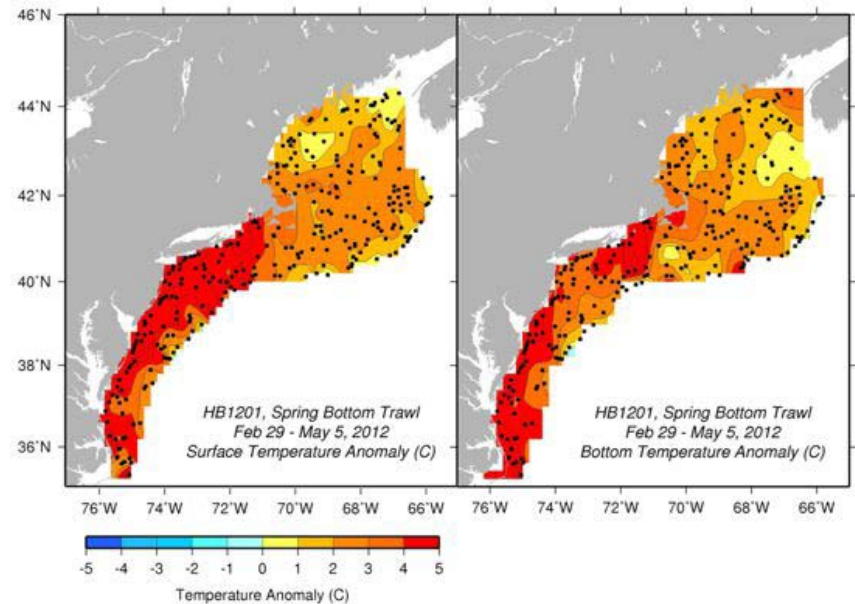 46°N
44°N
42°N
40°N
38°N
36°N
HB1201, Spring Bottom Trawl
Feb 29 - May 5, 2012
Surface Temperature Anomaly (C)
HB1201, Spring Bottom Trawl
Feb 29 - May 5, 2012
Bottom Temperature Anomaly (C)
76°W 74°W 72°W 70°W 68°W 66°W
76°W 74°W 72°W 70°W 68°W 66°W
-5 -4 -3 -2 -1 0 1 2 3 4 5
Temperature Anomaly (C)